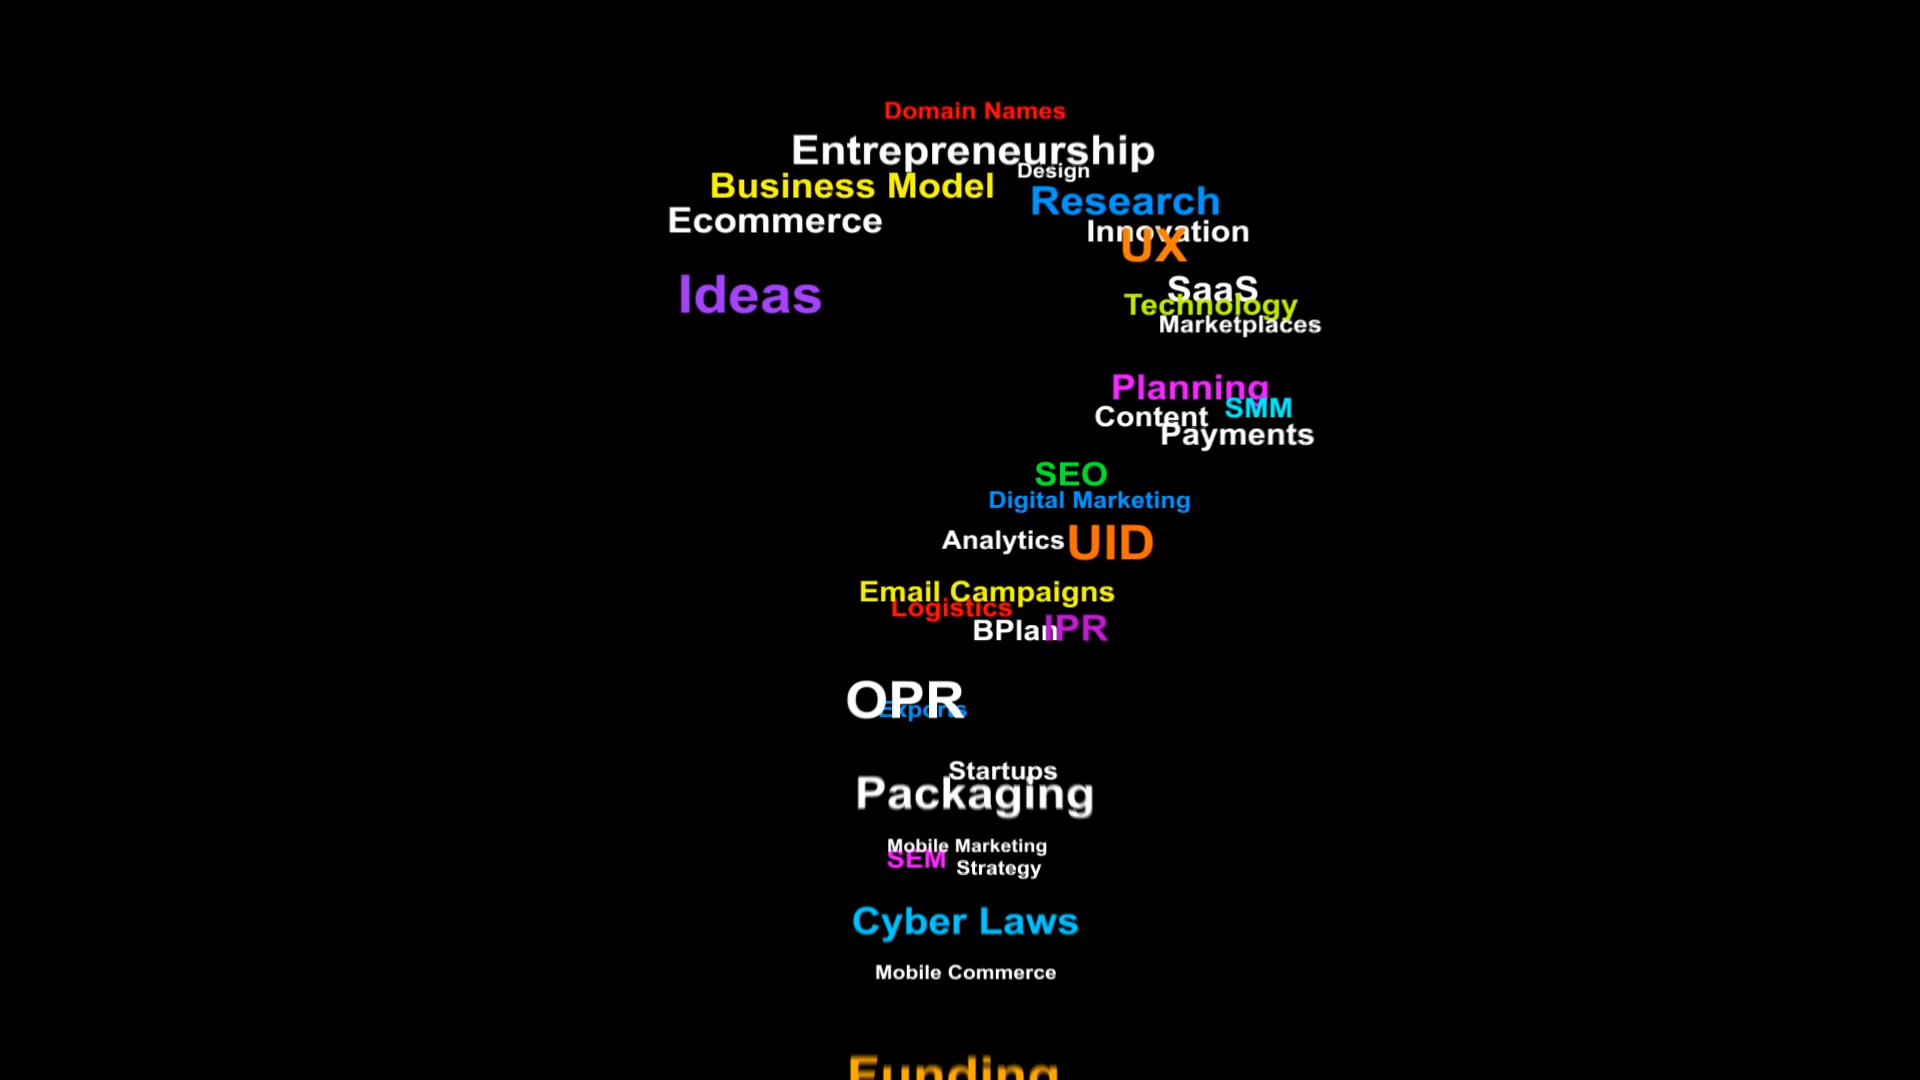 Domain Names
Entrepreneurship
Design
Business Model
Research
Ecommerce
Innovation
UX
Ideas
SaaS
Technology
Marketplaces
Planning
SMM
Content
Payments
SEO
Digital Marketing
Analytics
UID
Email Campaigns
Logistics
BPlan
IPR
OPR
Exports
Startups
Packaging
Mobile Marketing
SEM
Strategy
Cyber Laws
Mobile Commerce
Funding